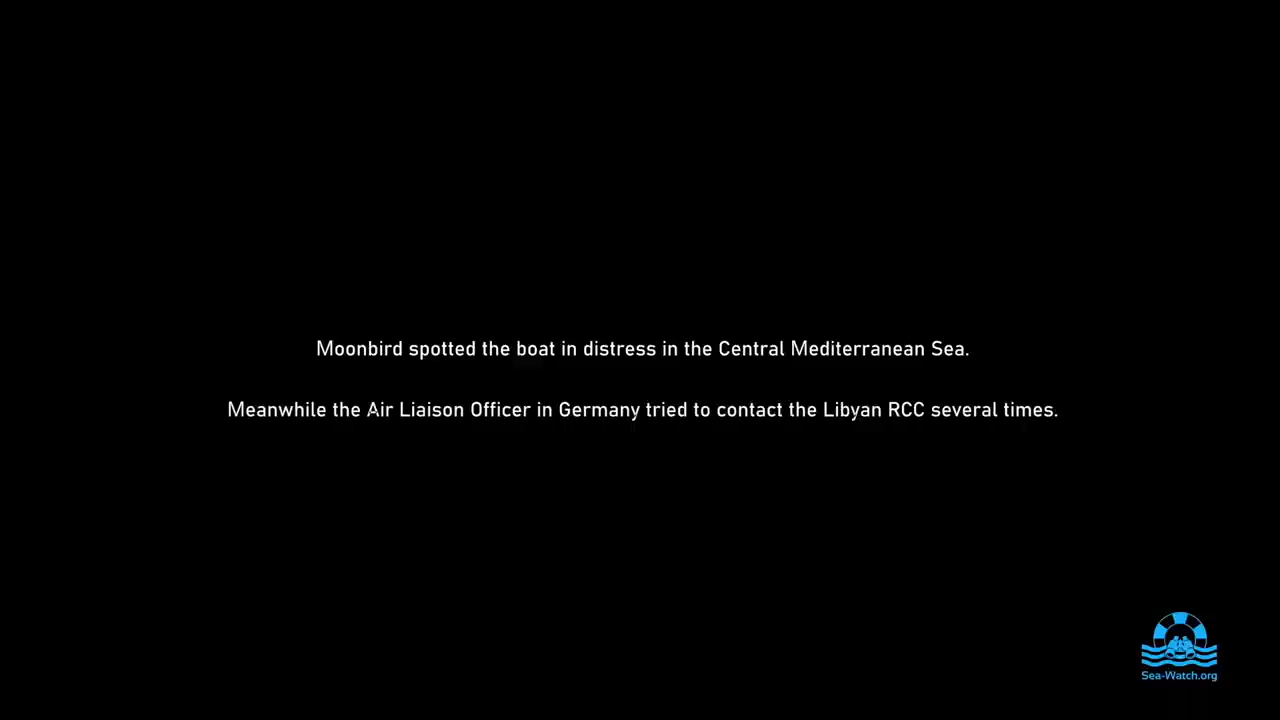 Moonbird spotted the boat in distress in the Central Mediterranean Sea.
Meanwhile the Air Liaison Officer in Germany tried to contact the Libyan RCC several times.
Sea-Watch.org